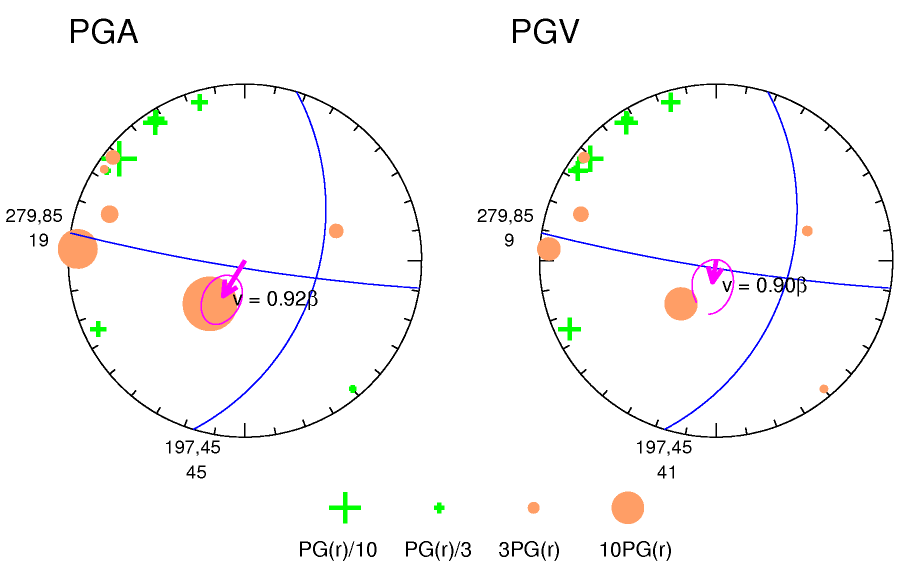 PGA
PGV
279,85
19
v = 0.92β
197,45
45
279,85
9
v = 0.90β
197,45
41
PG(r)/10 PG(r)/3 3PG(r) 10PG(r)